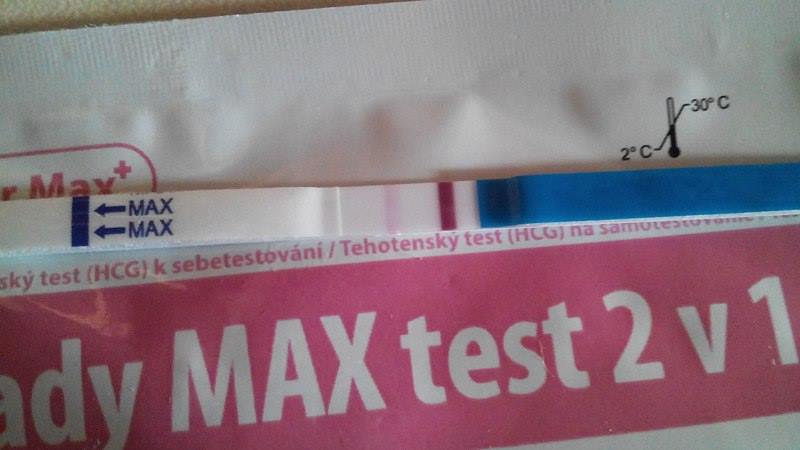 30° C
2° C
r Max+
MAX
MAX
ský test (HCG) k sebetestování / Tehotenský test (HCG) na samotestovanie
ady MAX test 2 v 1